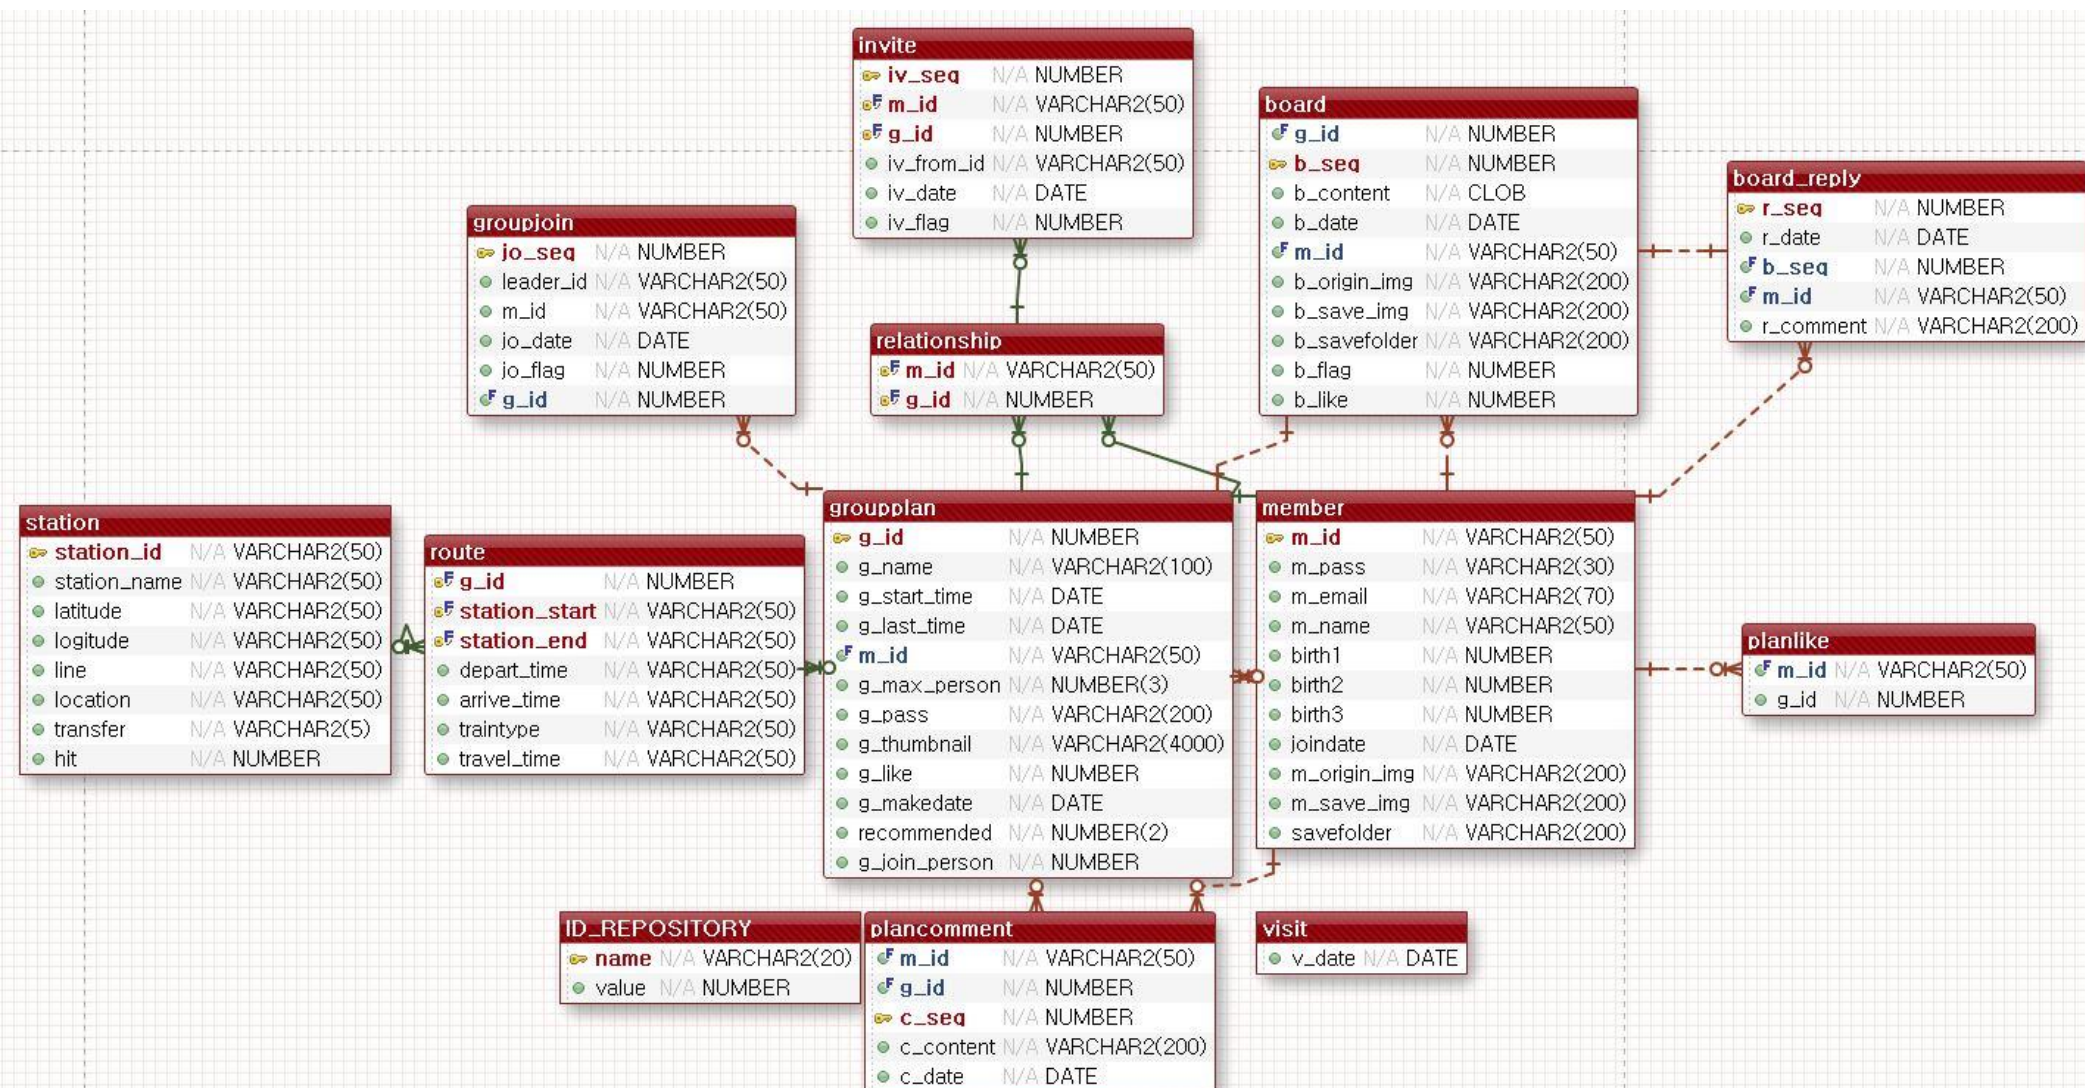 invite
iv_seq N/A NUMBER
m_id N/A VARCHAR2(50)
g_id N/A NUMBER
iv_from_id N/A VARCHAR2(50)
iv_date N/A DATE
iv_flag N/A NUMBER
board
g_id N/A NUMBER
b_seq N/A NUMBER
b_content N/A CLOB
b_date N/A DATE
m_id N/A VARCHAR2(50)
b_origin_img N/A VARCHAR2(200)
b_save_img N/A VARCHAR2(200)
b_savefolder N/A VARCHAR2(200)
b_flag N/A NUMBER
b_like N/A NUMBER
board_reply
r_seq N/A NUMBER
r_date N/A DATE
b_seq N/A NUMBER
m_id N/A VARCHAR2(50)
r_comment N/A VARCHAR2(200)
groupjoin
jo_seq N/A NUMBER
leader_id N/A VARCHAR2(50)
m_id N/A VARCHAR2(50)
jo_date N/A DATE
jo_flag N/A NUMBER
g_id N/A NUMBER
relationship
m_id N/A VARCHAR2(50)
g_id N/A NUMBER
station
station_id N/A VARCHAR2(50)
station_name N/A VARCHAR2(50)
latitude N/A VARCHAR2(50)
logitude N/A VARCHAR2(50)
line N/A VARCHAR2(50)
location N/A VARCHAR2(50)
transfer N/A VARCHAR2(5)
hit N/A NUMBER
route
g_id N/A NUMBER
station_start N/A VARCHAR2(50)
station_end N/A VARCHAR2(50)
depart_time N/A VARCHAR2(50)
arrive_time N/A VARCHAR2(50)
traintype N/A VARCHAR2(50)
travel_time N/A VARCHAR2(50)
groupplan
g_id N/A NUMBER
g_name N/A VARCHAR2(100)
g_start_time N/A DATE
g_last_time N/A DATE
m_id N/A VARCHAR2(50)
g_max_person N/A NUMBER(3)
g_pass N/A VARCHAR2(200)
g_thumbnail N/A VARCHAR2(4000)
g_like N/A NUMBER
g_makedate N/A DATE
recommended N/A NUMBER(2)
g_join_person N/A NUMBER
member
m_id N/A VARCHAR2(50)
m_pass N/A VARCHAR2(30)
m_email N/A VARCHAR2(70)
m_name N/A VARCHAR2(50)
birth1 N/A NUMBER
birth2 N/A NUMBER
birth3 N/A NUMBER
joindate N/A DATE
m_origin_img N/A VARCHAR2(200)
m_save_img N/A VARCHAR2(200)
savefolder N/A VARCHAR2(200)
planlike
m_id N/A VARCHAR2(50)
g_id N/A NUMBER
ID_REPOSITORY
name N/A VARCHAR2(20)
value N/A NUMBER
plancomment
m_id N/A VARCHAR2(50)
g_id N/A NUMBER
c_seq N/A NUMBER
c_content N/A VARCHAR2(200)
c_date N/A DATE
visit
v_date N/A DATE